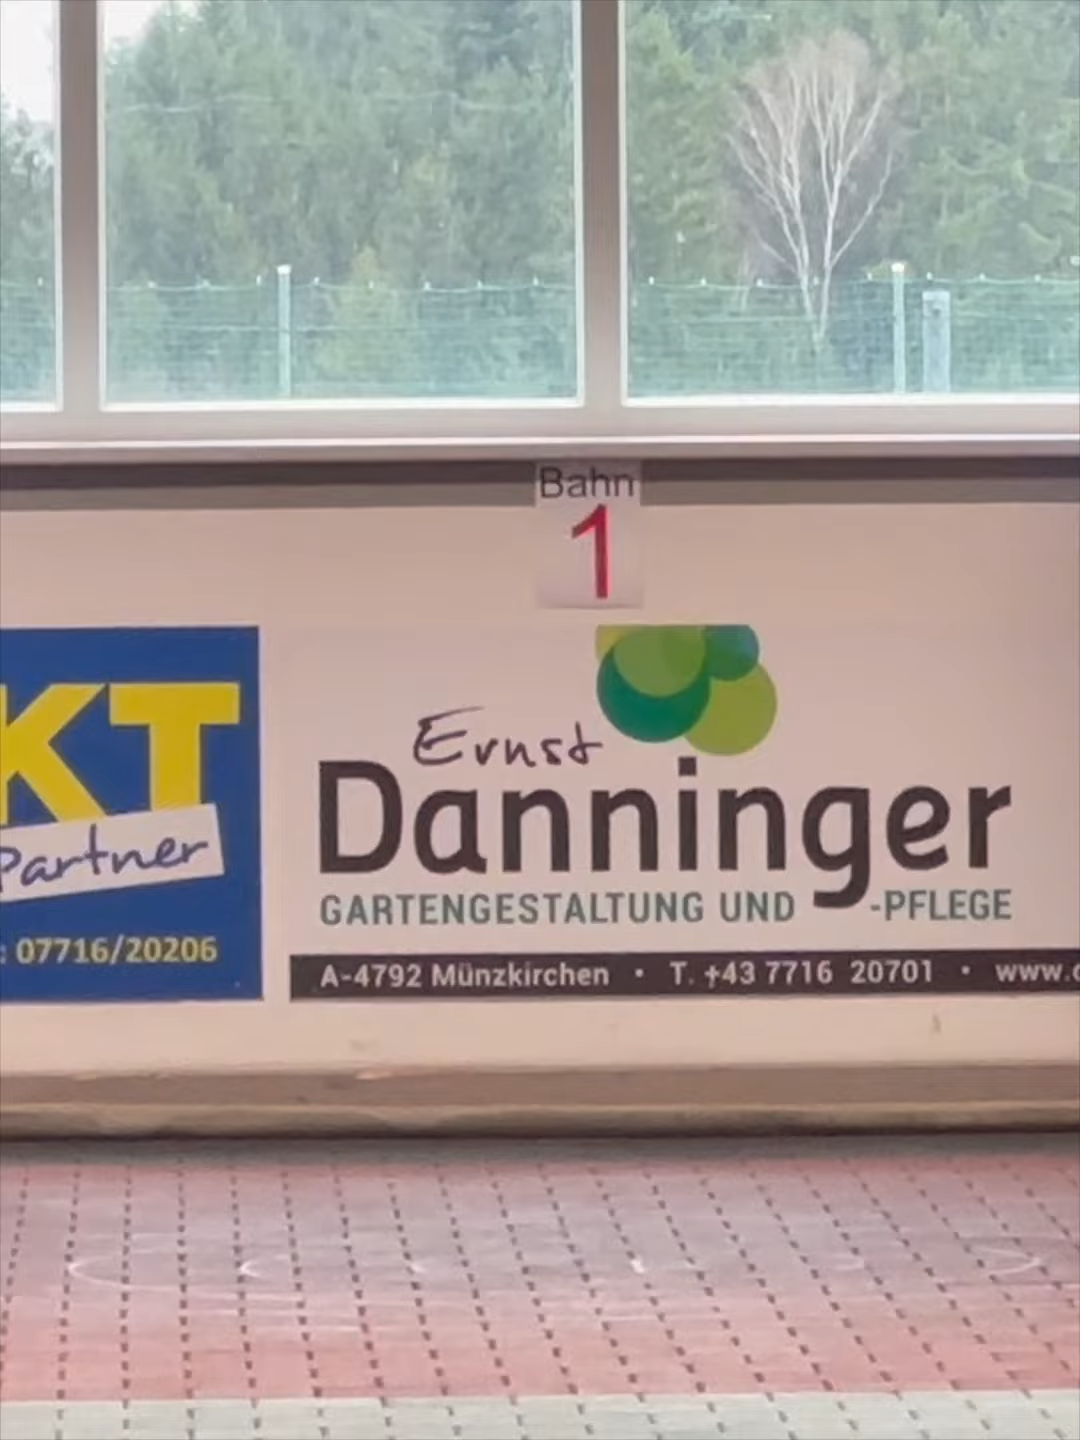 Bahn
1
KT
Partner
: 07716/20206
Ernst
Danninger
GARTENGESTALTUNG UND -PFLEGE
A-4792 Münzkirchen • T. +43 7716 20701 • www.